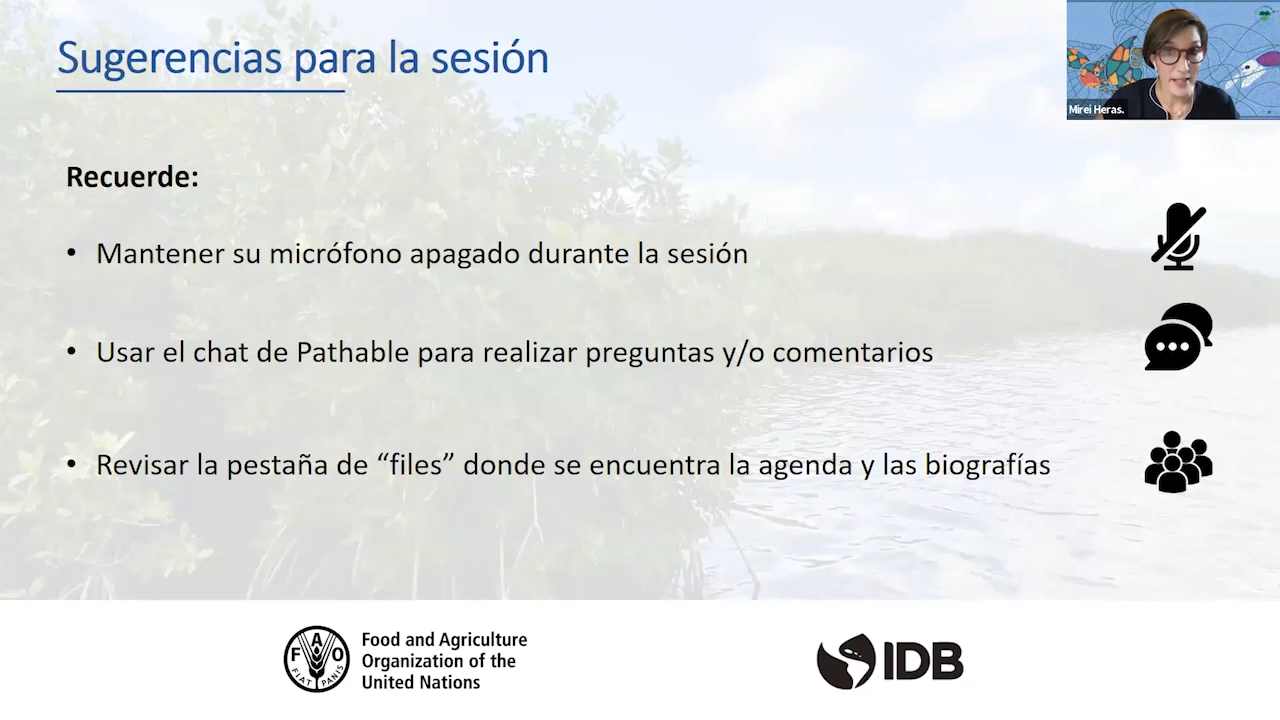 Sugerencias para la sesión
Mirei Heras.
Recuerde:
• Mantener su micrófono apagado durante la sesión
• Usar el chat de Pathable para realizar preguntas y/o comentarios
• Revisar la pestaña de “files” donde se encuentra la agenda y las biografías
F A O
FIAT PANIS
Food and Agriculture
Organization of the
United Nations
IDB